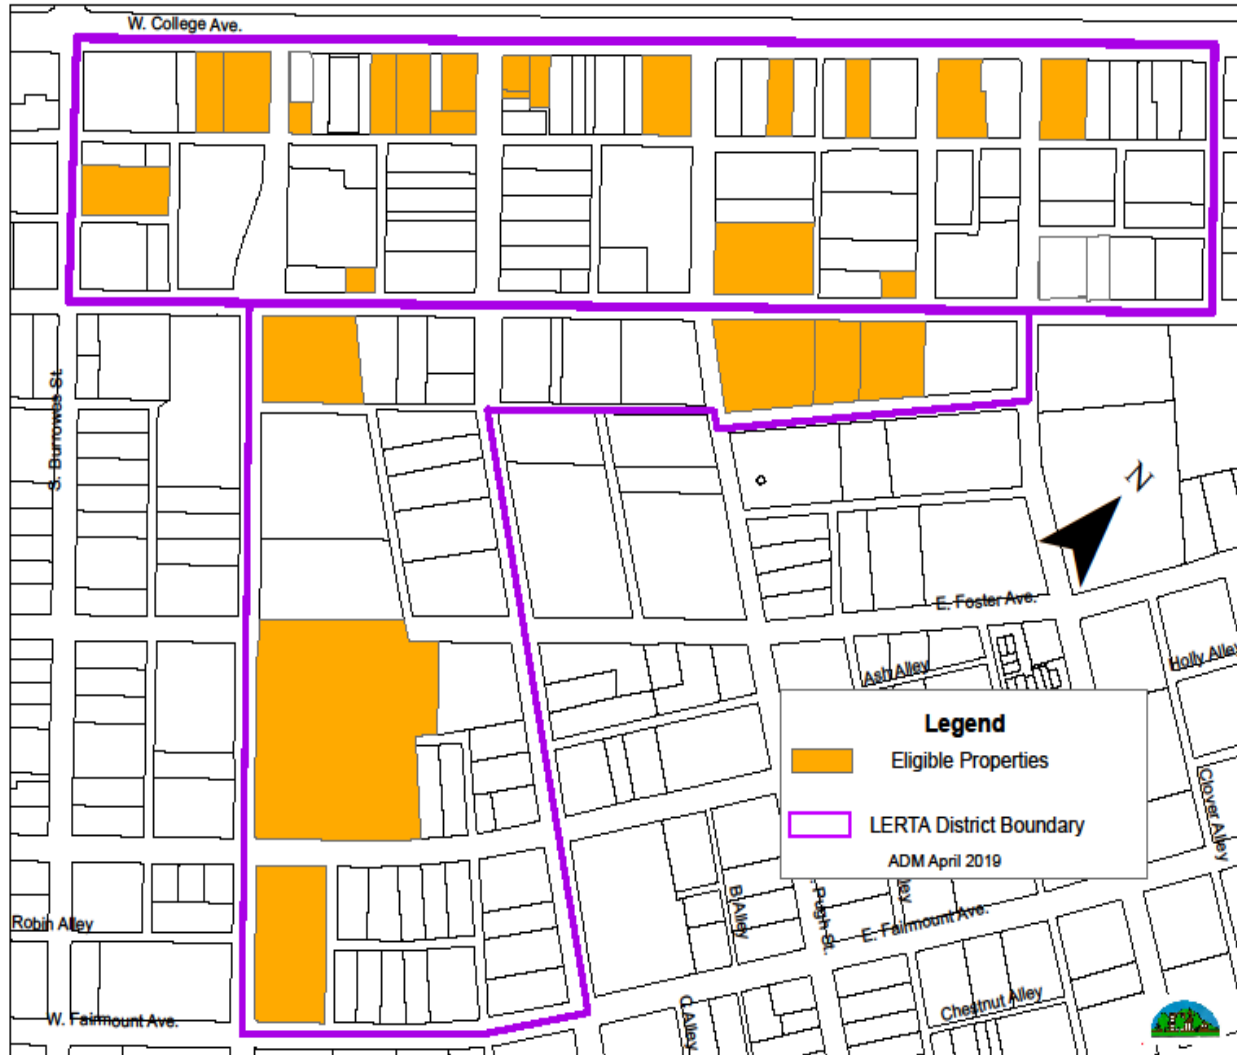 W. College Ave.
S. Burrowes St.
N
E. Foster Ave.
Ash Alley
Holly Alley
Legend
Eligible Properties
LERTA District Boundary
ADM April 2019
Clover Alley
Robin Alley
B Alley
Pugh St.
E. Fairmount Ave.
W. Fairmount Ave.
C Alley
Chestnut Alley